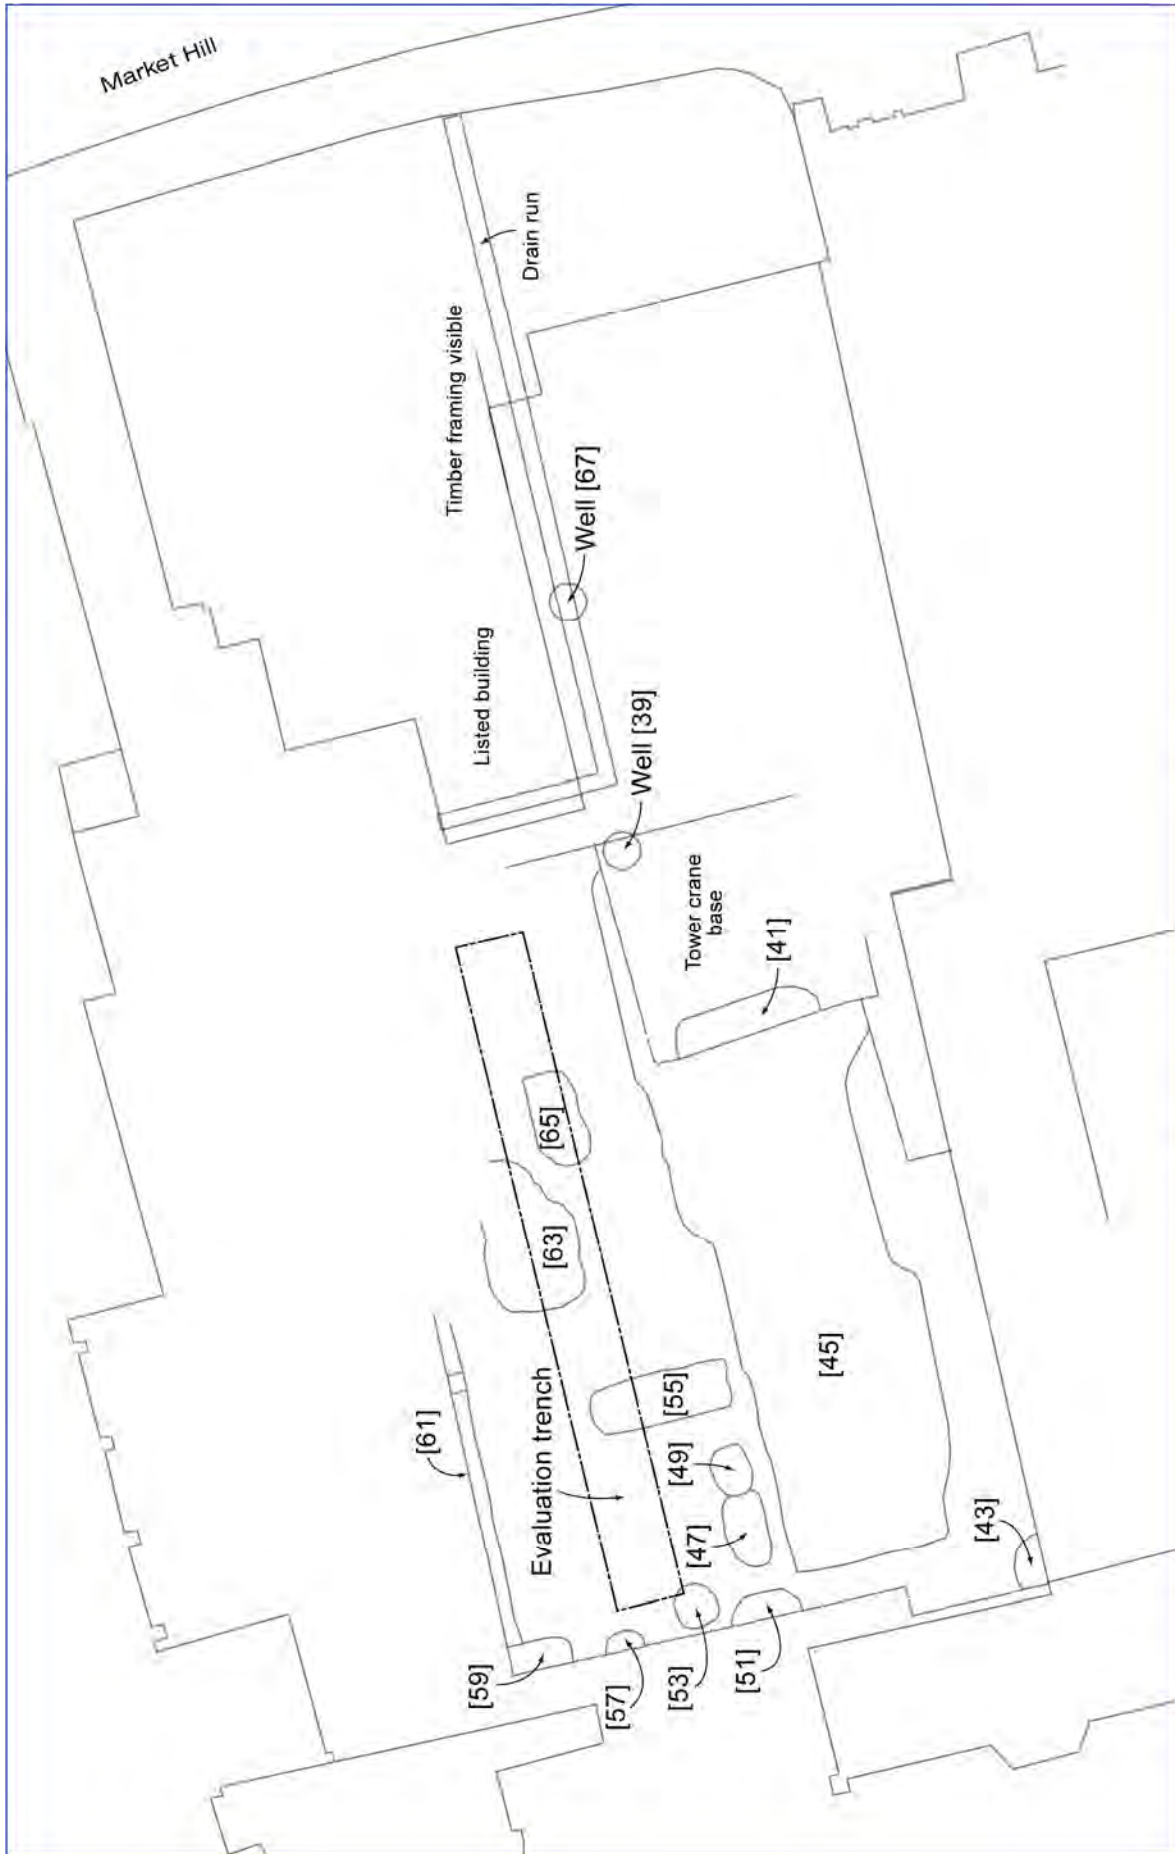 Market Hill
Drain run
Timber framing visible
Well [67]
Listed building
Well [39]
Tower crane
base
[41]
[65]
[63]
[45]
[55]
Evaluation trench
[61]
[49]
[47]
[43]
[59]
[57]
[53]
[51]